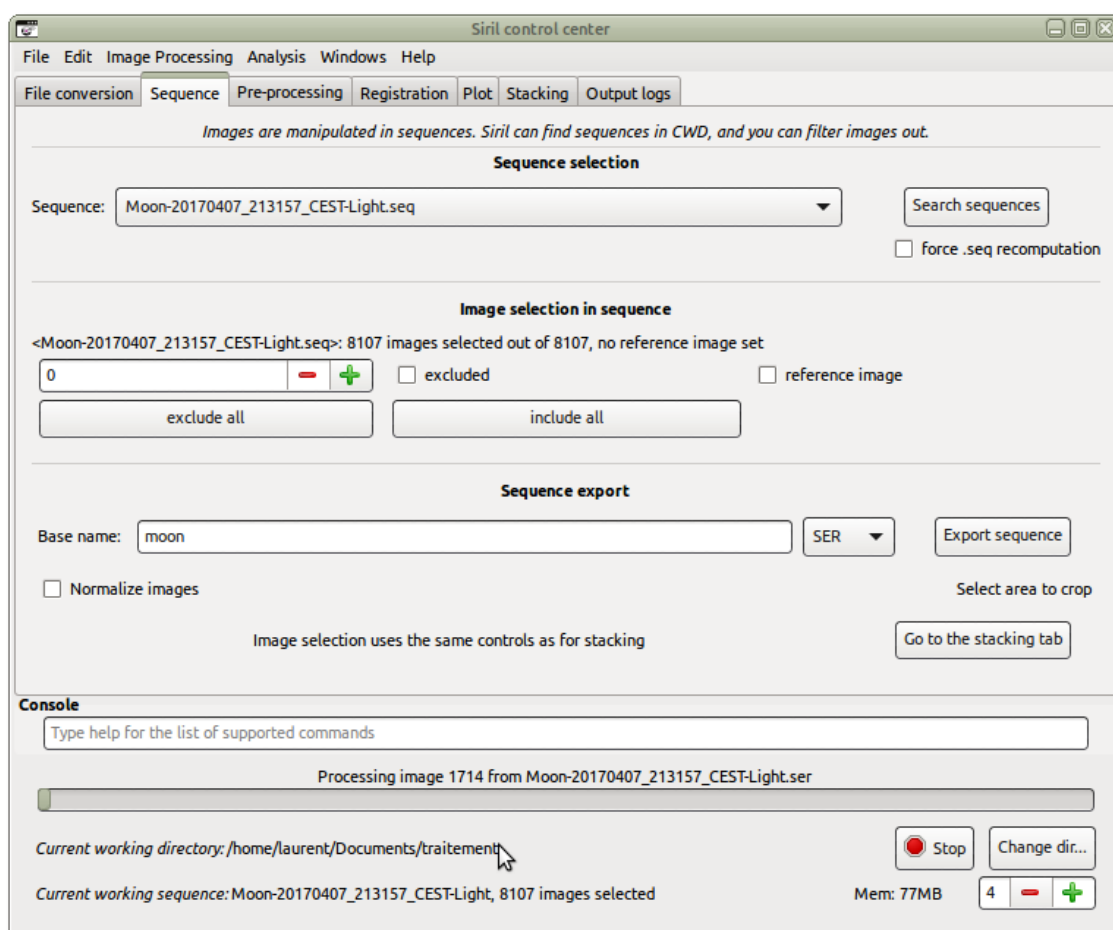 Siril control center
File Edit Image Processing Analysis Windows Help
File conversion Sequence Pre-processing Registration Plot Stacking Output logs
Images are manipulated in sequences. Siril can find sequences in CWD, and you can filter images out.
Sequence selection
Sequence: Moon-20170407_213157_CEST-Light.seq Search sequences
force .seq recomputation
Image selection in sequence
<Moon-20170407_213157_CEST-Light.seq>: 8107 images selected out of 8107, no reference image set
0 excluded reference image
exclude all include all
Sequence export
Base name: moon SER Export sequence
Normalize images Select area to crop
Image selection uses the same controls as for stacking Go to the stacking tab
Console
Type help for the list of supported commands
Processing image 1714 from Moon-20170407_213157_CEST-Light.ser
Current working directory: /home/laurent/Documents/traitement Stop Change dir...
Current working sequence: Moon-20170407_213157_CEST-Light, 8107 images selected Mem: 77MB 4